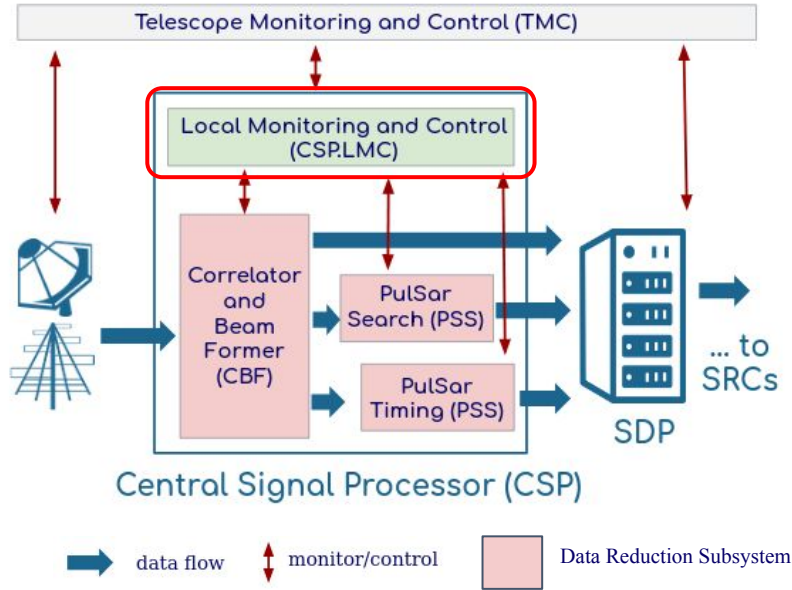 Telescope Monitoring and Control (TMC)
Local Monitoring and Control
(CSP.LMC)
Correlator
and
Beam
Former
(CBF)
PulSar
Search (PSS)
PulSar
Timing (PSS)
SDP
... to
SRCs
Central Signal Processor (CSP)
data flow
monitor/control
Data Reduction Subsystem